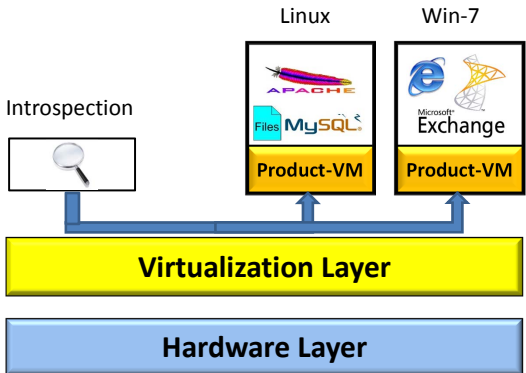 Linux
Win-7
Introspection
APACHE
Files
MySQL
Microsoft
Exchange
Product-VM
Product-VM
Virtualization Layer
Hardware Layer